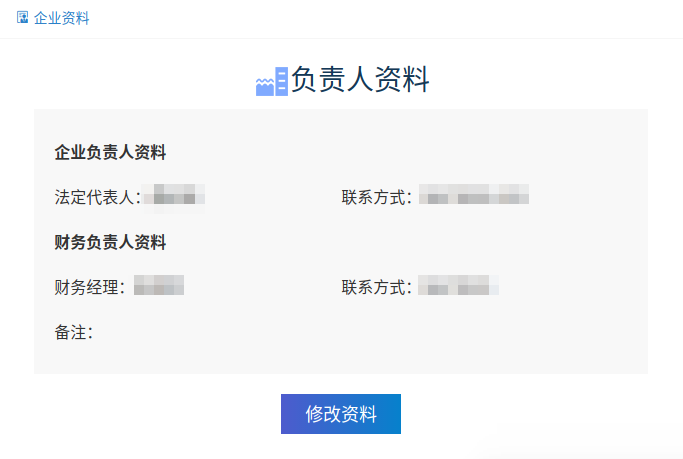 企业资料
负责人资料
企业负责人资料
法定代表人： 联系方式：
财务负责人资料
财务经理： 联系方式：
备注：
修改资料